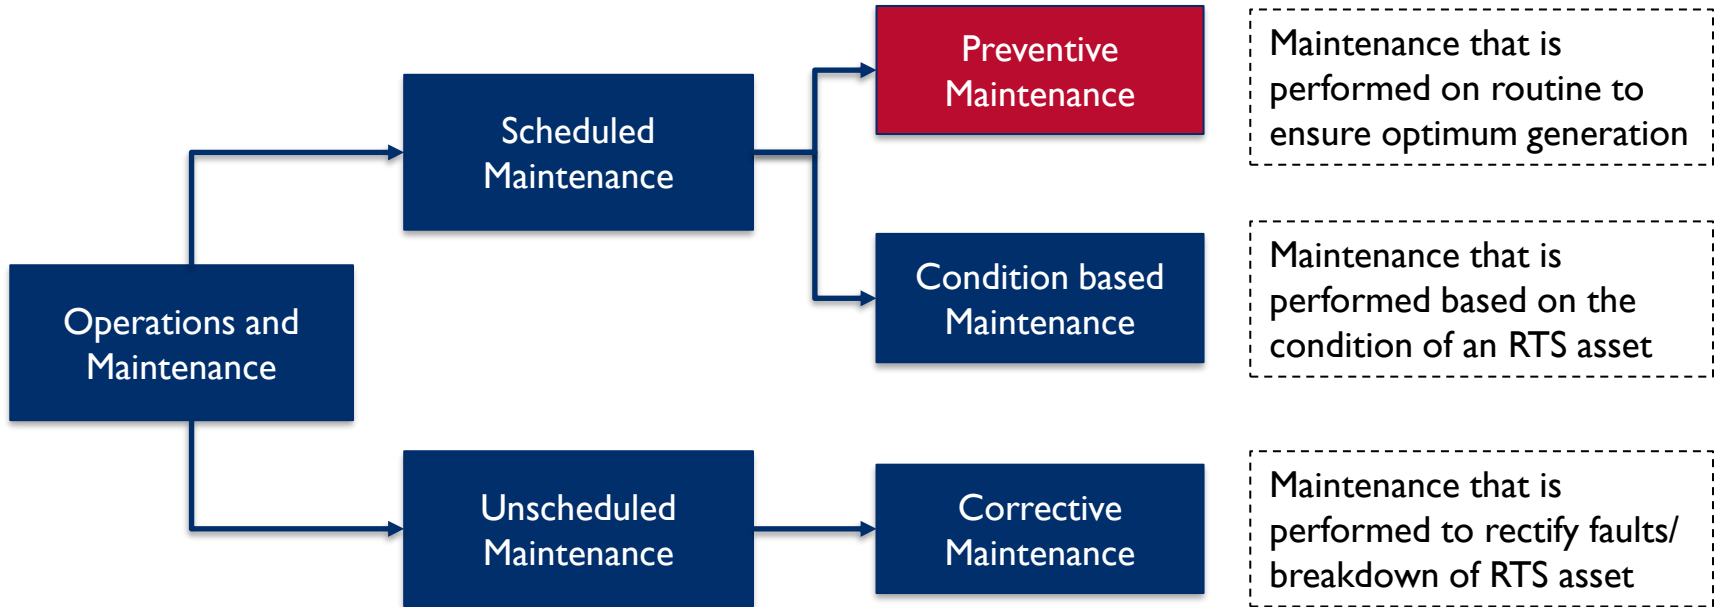 Preventive
Maintenance
Maintenance that is
performed on routine to
ensure optimum generation
Scheduled
Maintenance
Condition based
Maintenance
Maintenance that is
performed based on the
condition of an RTS asset
Operations and
Maintenance
Unscheduled
Maintenance
Corrective
Maintenance
Maintenance that is
performed to rectify faults/
breakdown of RTS asset